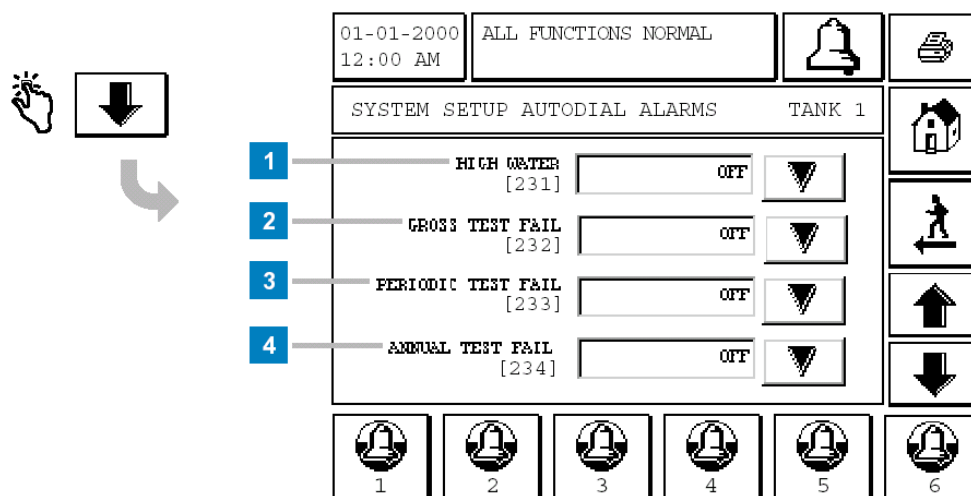 01-01-2000
12:00 AM
ALL FUNCTIONS NORMAL
SYSTEM SETUP AUTODIAL ALARMS TANK 1
1
HIGH WATER
[231]
OFF
2
GROSS TEST FAIL
[232]
OFF
3
PERIODIC TEST FAIL
[233]
OFF
4
ANNUAL TEST FAIL
[234]
OFF
1 2 3 4 5 6